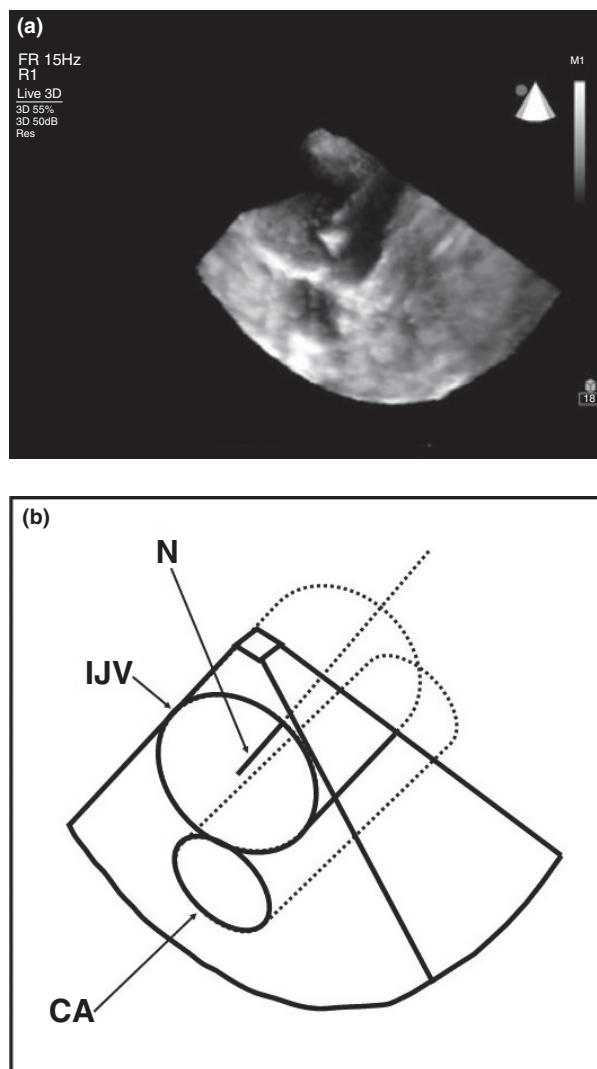 (a)
FR 15Hz
R1
Live 3D
3D 55%
3D 50dB
Res
M1
18
(b)
N
IJV
CA